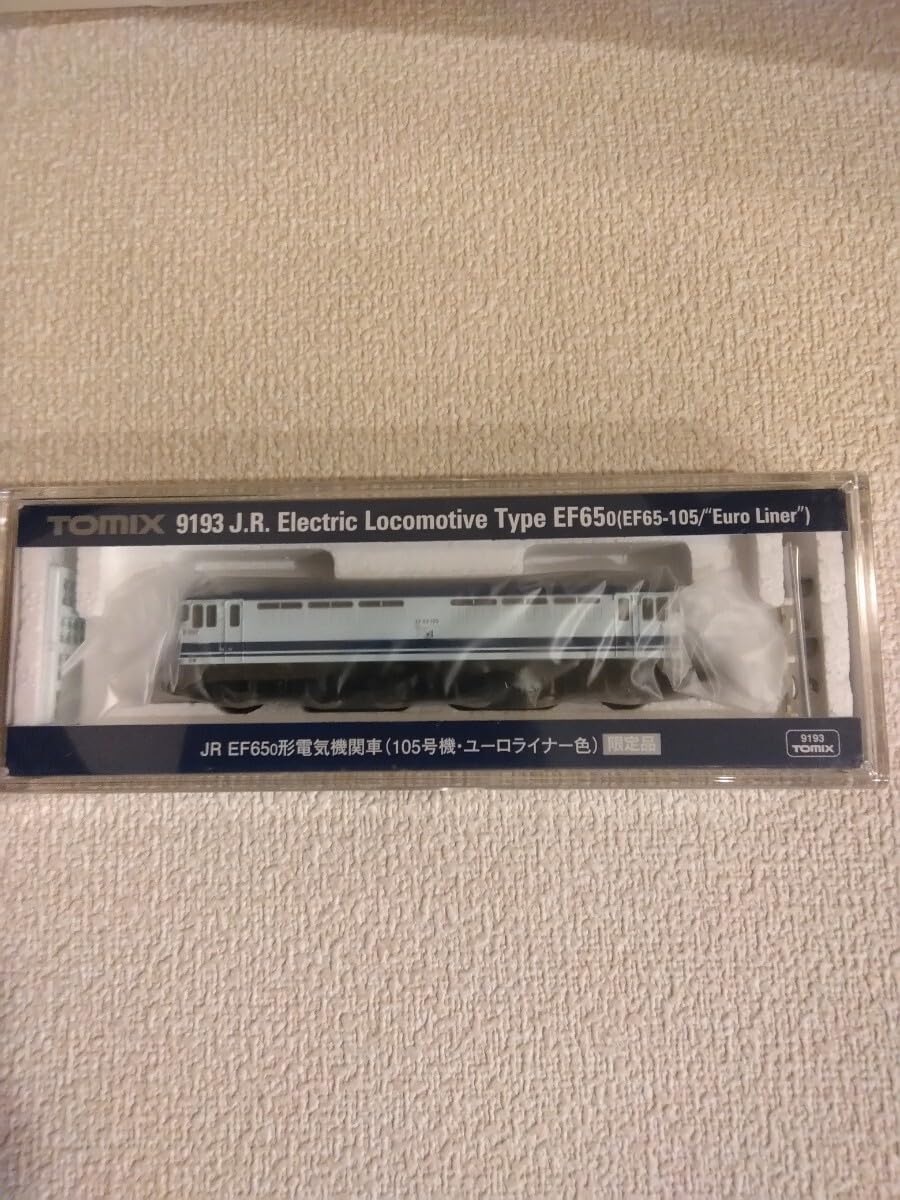 TOMIX 9193 J.R. Electric Locomotive Type EF650(EF65-105/“Euro Liner”)
JR EF650形電気機関車(105号機・ユーロライナー色) 限定品
9193
TOMIX